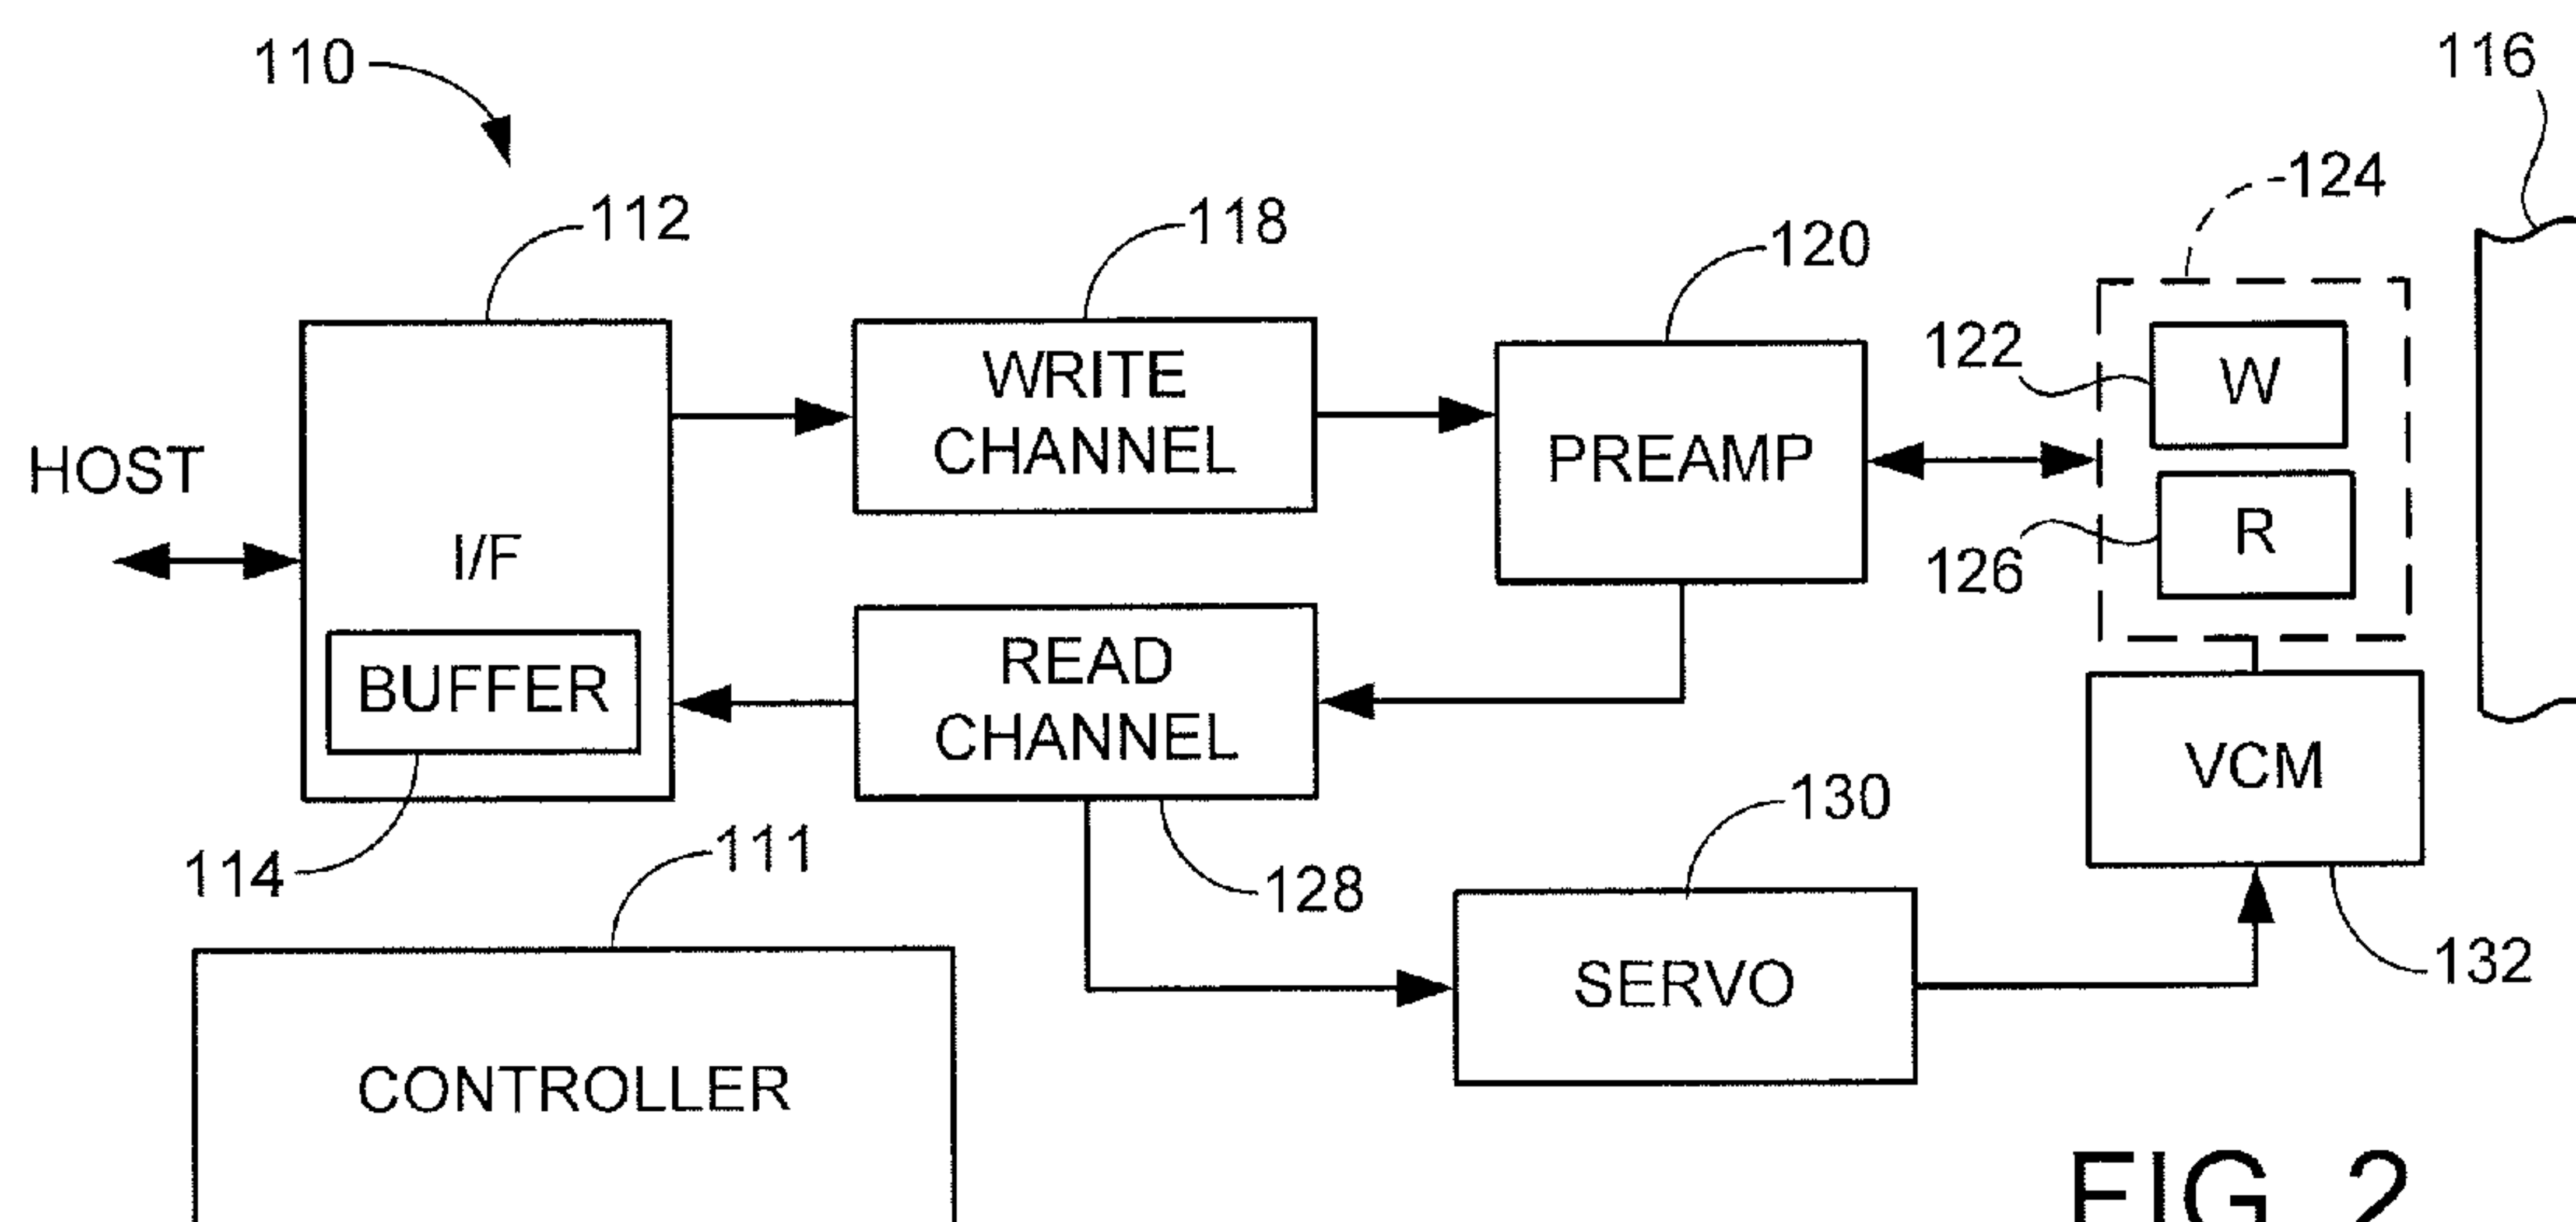 110
116
112
118
120
124
WRITE
CHANNEL
122
W
HOST
PREAMP
I/F
R
126
BUFFER
READ
CHANNEL
VCM
114
111
128
130
SERVO
132
CONTROLLER
FIG. 2